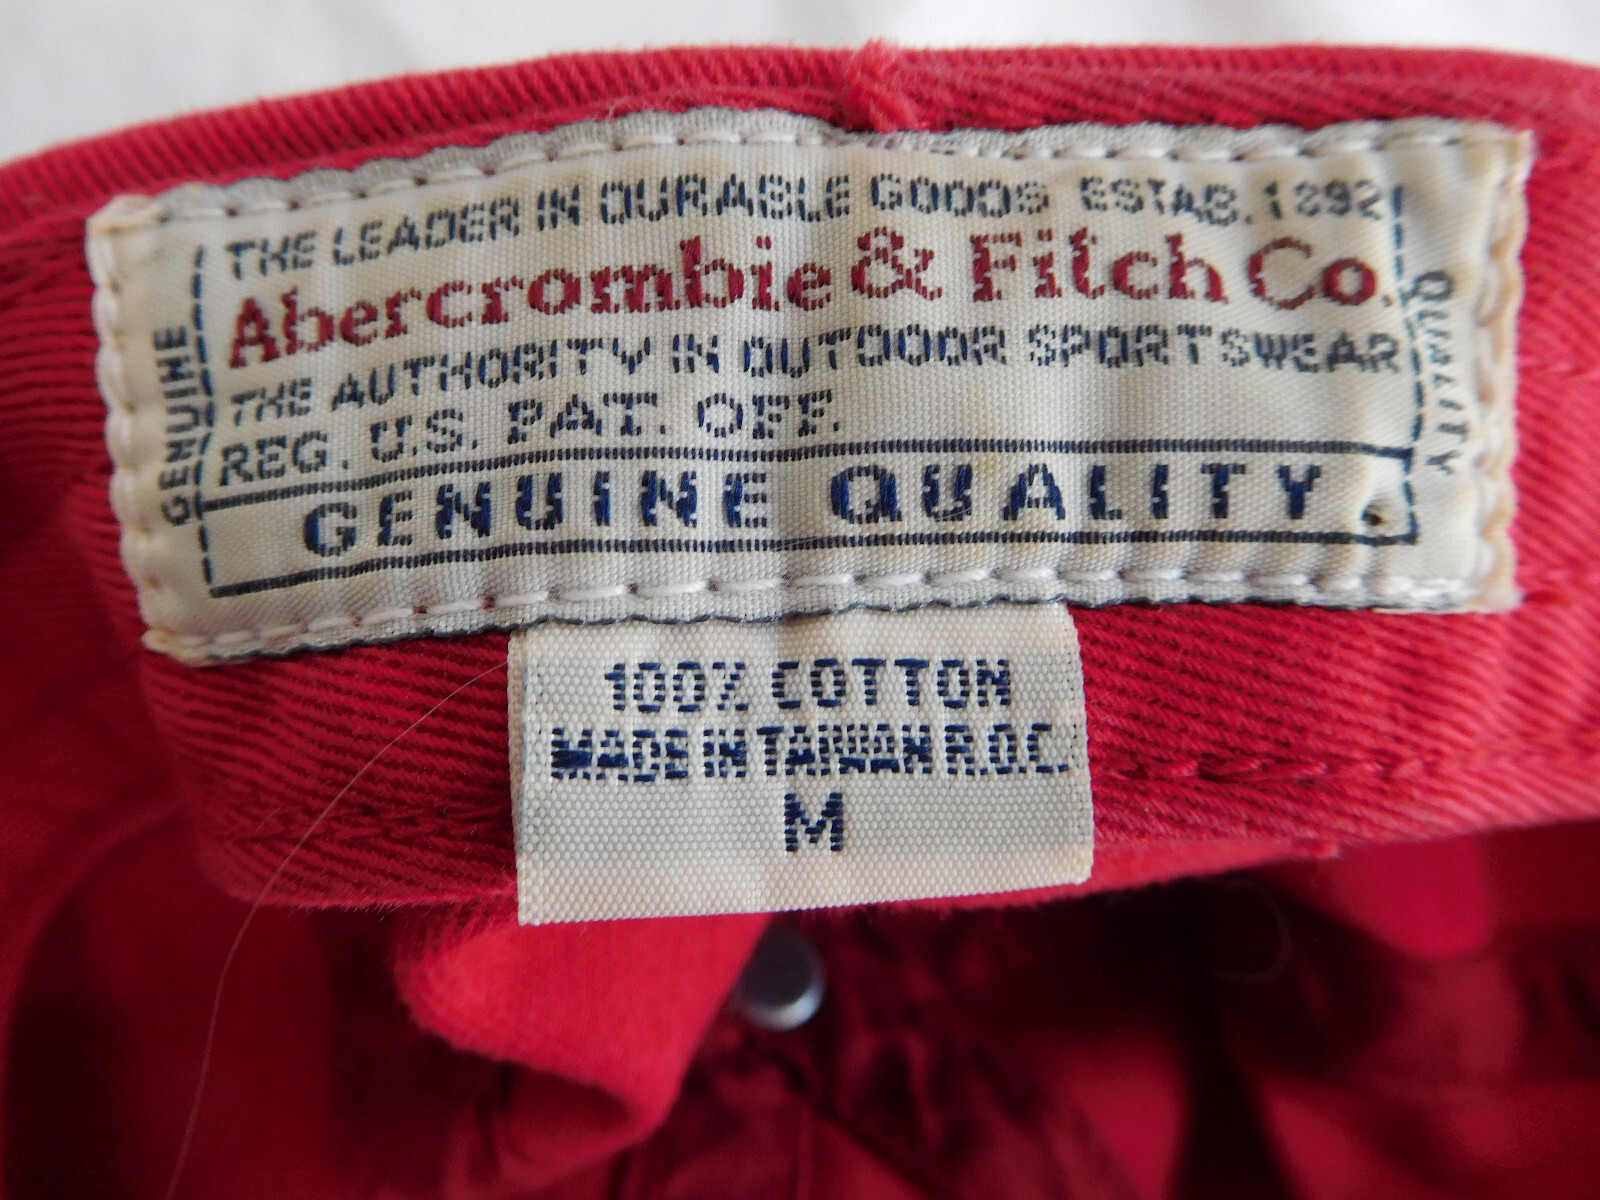 THE LEADER IN DURABLE GOODS ESTAB. 1892
Abercrombie & Fitch Co.
THE AUTHORITY IN OUTDOOR SPORTSWEAR
REG. U.S. PAT. OFF.
GENUINE QUALITY.
GENUINE
QUALITY
100% COTTON
MADE IN TAIWAN R.O.C.
M